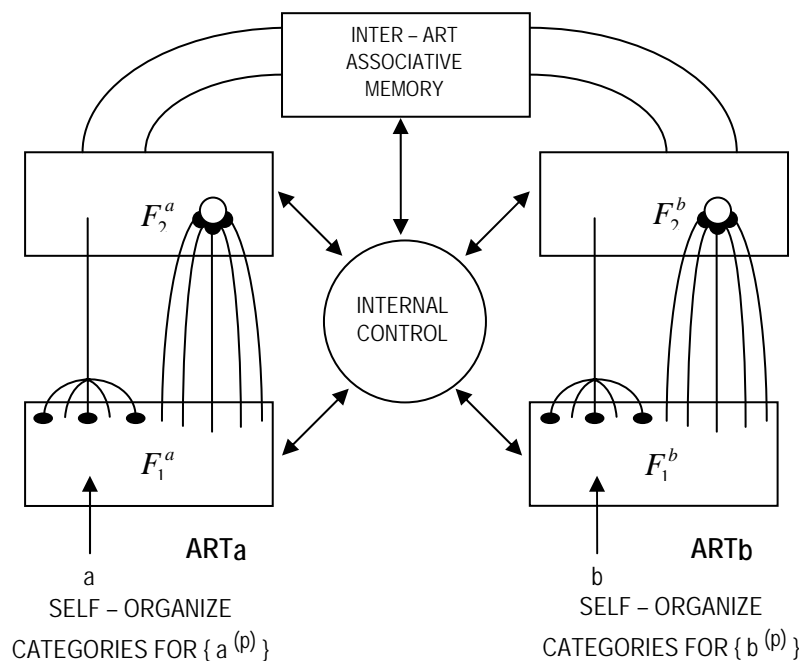 INTER – ART
ASSOCIATIVE
MEMORY
F₂ᵃ
F₂ᵇ
INTERNAL
CONTROL
F₁ᵃ
F₁ᵇ
ARTa
ARTb
a
b
SELF – ORGANIZE
CATEGORIES FOR { a ⁽ᵖ⁾ }
SELF – ORGANIZE
CATEGORIES FOR { b ⁽ᵖ⁾ }